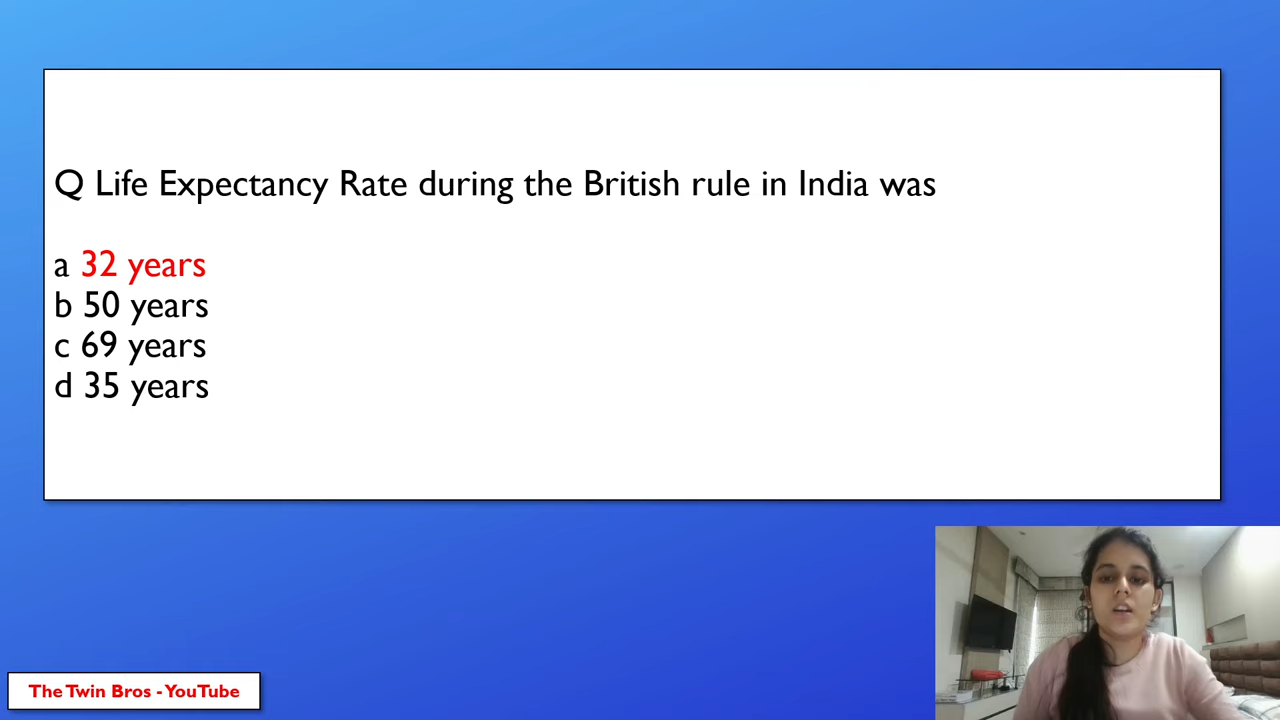 Q Life Expectancy Rate during the British rule in India was
a 32 years
b 50 years
c 69 years
d 35 years
The Twin Bros - YouTube